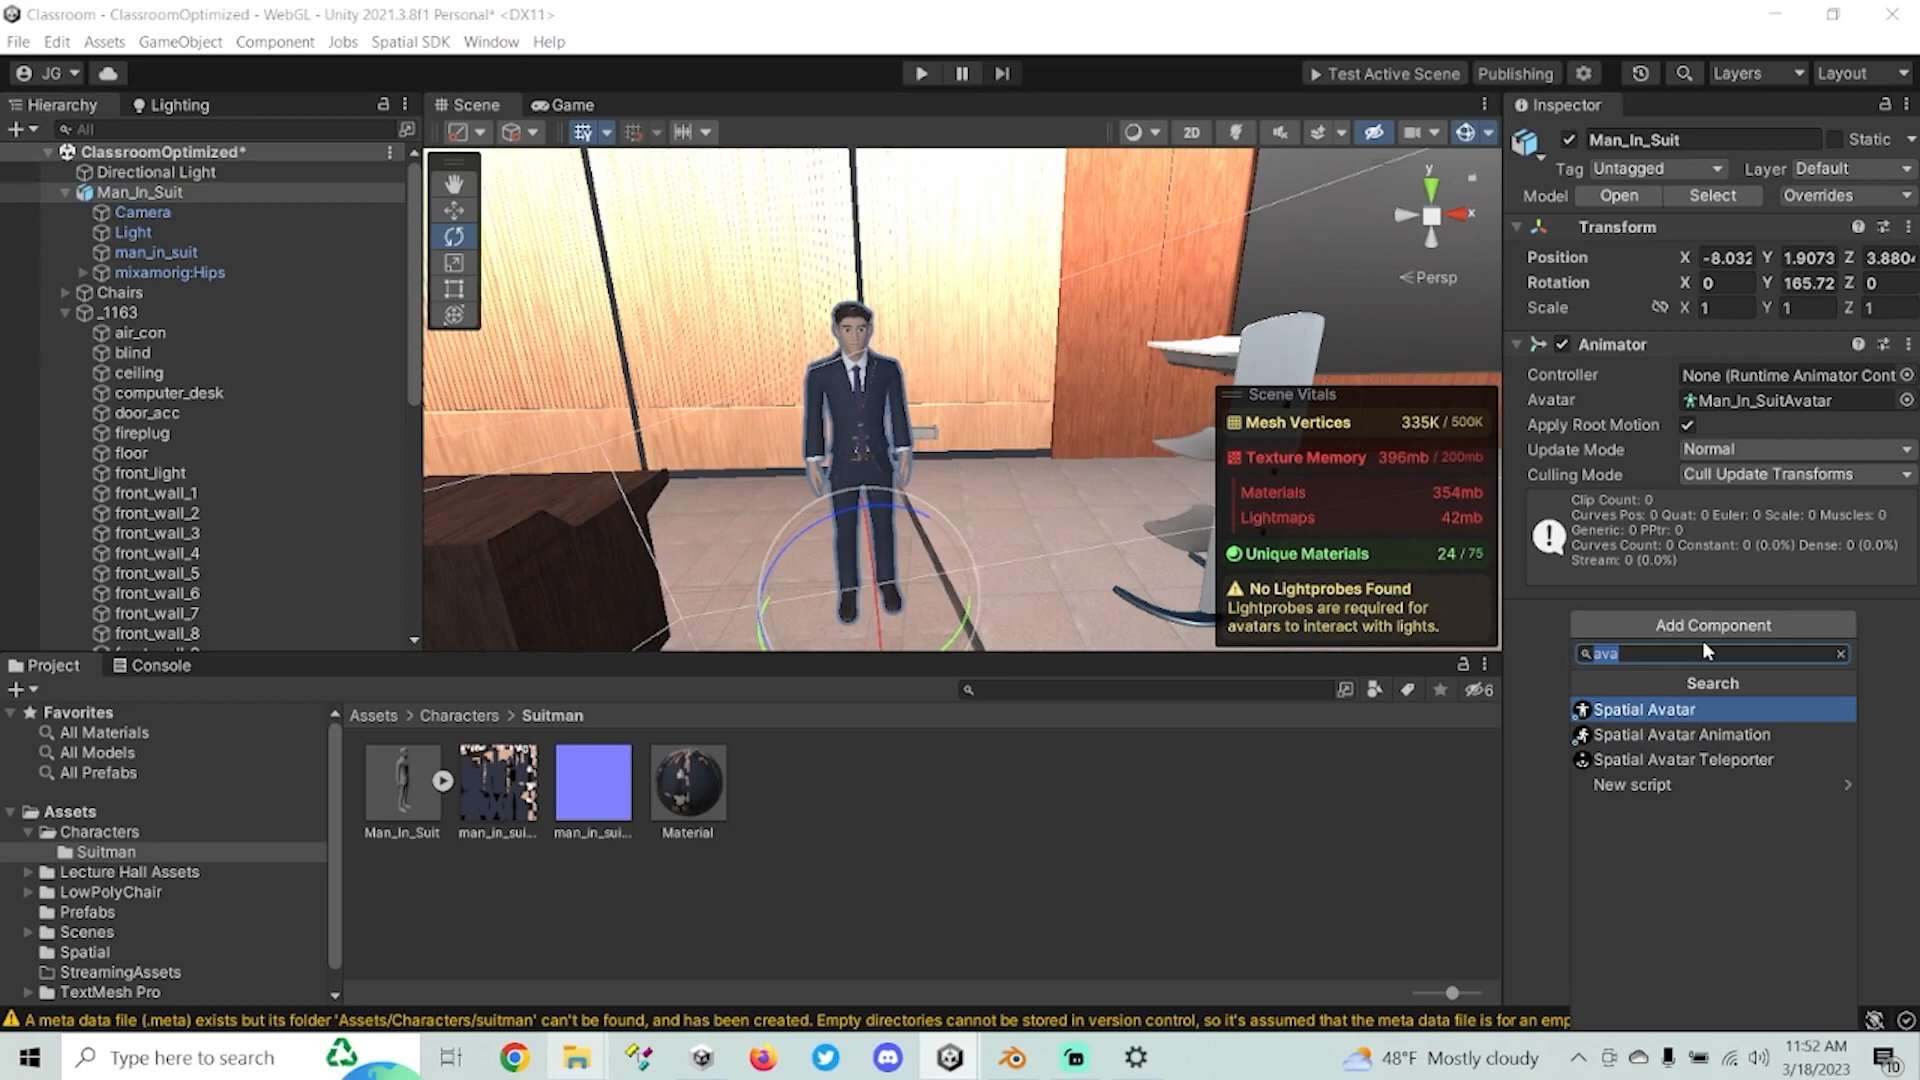 Classroom - ClassroomOptimized - WebGL - Unity 2021.3.8f1 Personal* <DX11>
File Edit Assets GameObject Component Jobs Spatial SDK Window Help
JG Test Active Scene Publishing Layers Layout
Hierarchy Lighting
All
ClassroomOptimized*
Directional Light
Man_In_Suit
Camera
Light
man_in_suit
mixamorig:Hips
Chairs
_1163
air_con
blind
ceiling
computer_desk
door_acc
fireplug
floor
front_light
front_wall_1
front_wall_2
front_wall_3
front_wall_4
front_wall_5
front_wall_6
front_wall_7
front_wall_8
Scene Game
2D
y
x
Persp
Scene Vitals
Mesh Vertices 335K / 500K
Texture Memory 396mb / 200mb
Materials 354mb
Lightmaps 42mb
Unique Materials 24 / 75
No Lightprobes Found
Lightprobes are required for
avatars to interact with lights.
Inspector
Man_In_Suit Static
Tag Untagged Layer Default
Model Open Select Overrides
Transform
Position X -8.032 Y 1.9073 Z 3.880
Rotation X 0 Y 165.72 Z 0
Scale X 1 Y 1 Z 1
Animator
Controller None (Runtime Animator Cont
Avatar Man_In_SuitAvatar
Apply Root Motion
Update Mode Normal
Culling Mode Cull Update Transforms
Clip Count: 0
Curves Pos: 0 Quat: 0 Euler: 0 Scale: 0 Muscles: 0
Generic: 0 PPtr: 0
Curves Count: 0 Constant: 0 (0.0%) Dense: 0 (0.0%)
Stream: 0 (0.0%)
Add Component
ava
Search
Spatial Avatar
Spatial Avatar Animation
Spatial Avatar Teleporter
New script
Project Console
6
Favorites
All Materials
All Models
All Prefabs
Assets
Characters
Suitman
Lecture Hall Assets
LowPolyChair
Prefabs
Scenes
Spatial
StreamingAssets
TextMesh Pro
Assets > Characters > Suitman
Man_In_Suit man_in_sui... man_in_sui... Material
A meta data file (.meta) exists but its folder 'Assets/Characters/suitman' can't be found, and has been created. Empty directories cannot be stored in version control, so it's assumed that the meta data file is for an emp
Type here to search
48°F Mostly cloudy
11:52 AM
3/18/2023
10